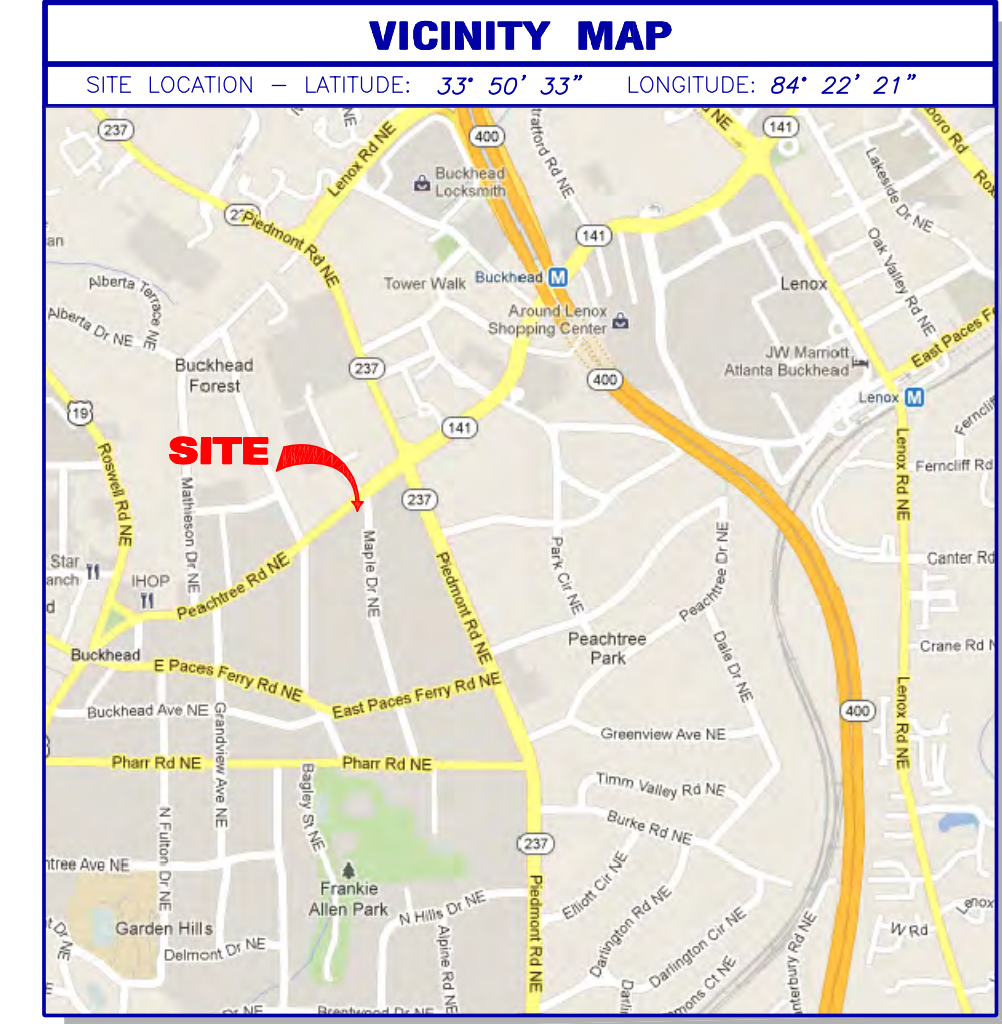 VICINITY MAP
SITE LOCATION – LATITUDE: 33° 50' 33" LONGITUDE: 84° 22' 21"
237
400
141
Lenox Rd NE
Buckhead
Locksmith
Lakeside Dr NE
Piedmont Rd NE
141
Oak Valley Rd NE
Alberta Terrace NE
Tower Walk
Buckhead M
Lenox
Around Lenox
Shopping Center
Alberta Dr NE
East Paces
Buckhead
Forest
237
JW Marriott
Atlanta Buckhead
400
Lenox M
19
141
SITE
Roswell Rd NE
Mathieson Dr NE
Lenox Rd NE
Ferncliff Rd
237
Maple Dr NE
Park Cir NE
Peachtree Dr NE
Star
IHOP
Peachtree Rd NE
Piedmont Rd NE
Canter Rd
Peachtree
Park
Dale Dr NE
Crane Rd
Buckhead
E Paces Ferry Rd NE
East Paces Ferry Rd NE
Lenox Rd NE
Buckhead Ave NE
Grandview Ave NE
400
Greenview Ave NE
Pharr Rd NE
Pharr Rd NE
Bagley St NE
Timm Valley Rd NE
N Fulton Dr NE
Burke Rd NE
237
Ave NE
Frankie
Allen Park
Elliott Cir NE
Piedmont Rd NE
N Hills Dr NE
Darlington Rd NE
Lenox
Garden Hills
Alpine Rd NE
Darlington Cir NE
W Rd
Delmont Dr NE
Brentwood Dr NE